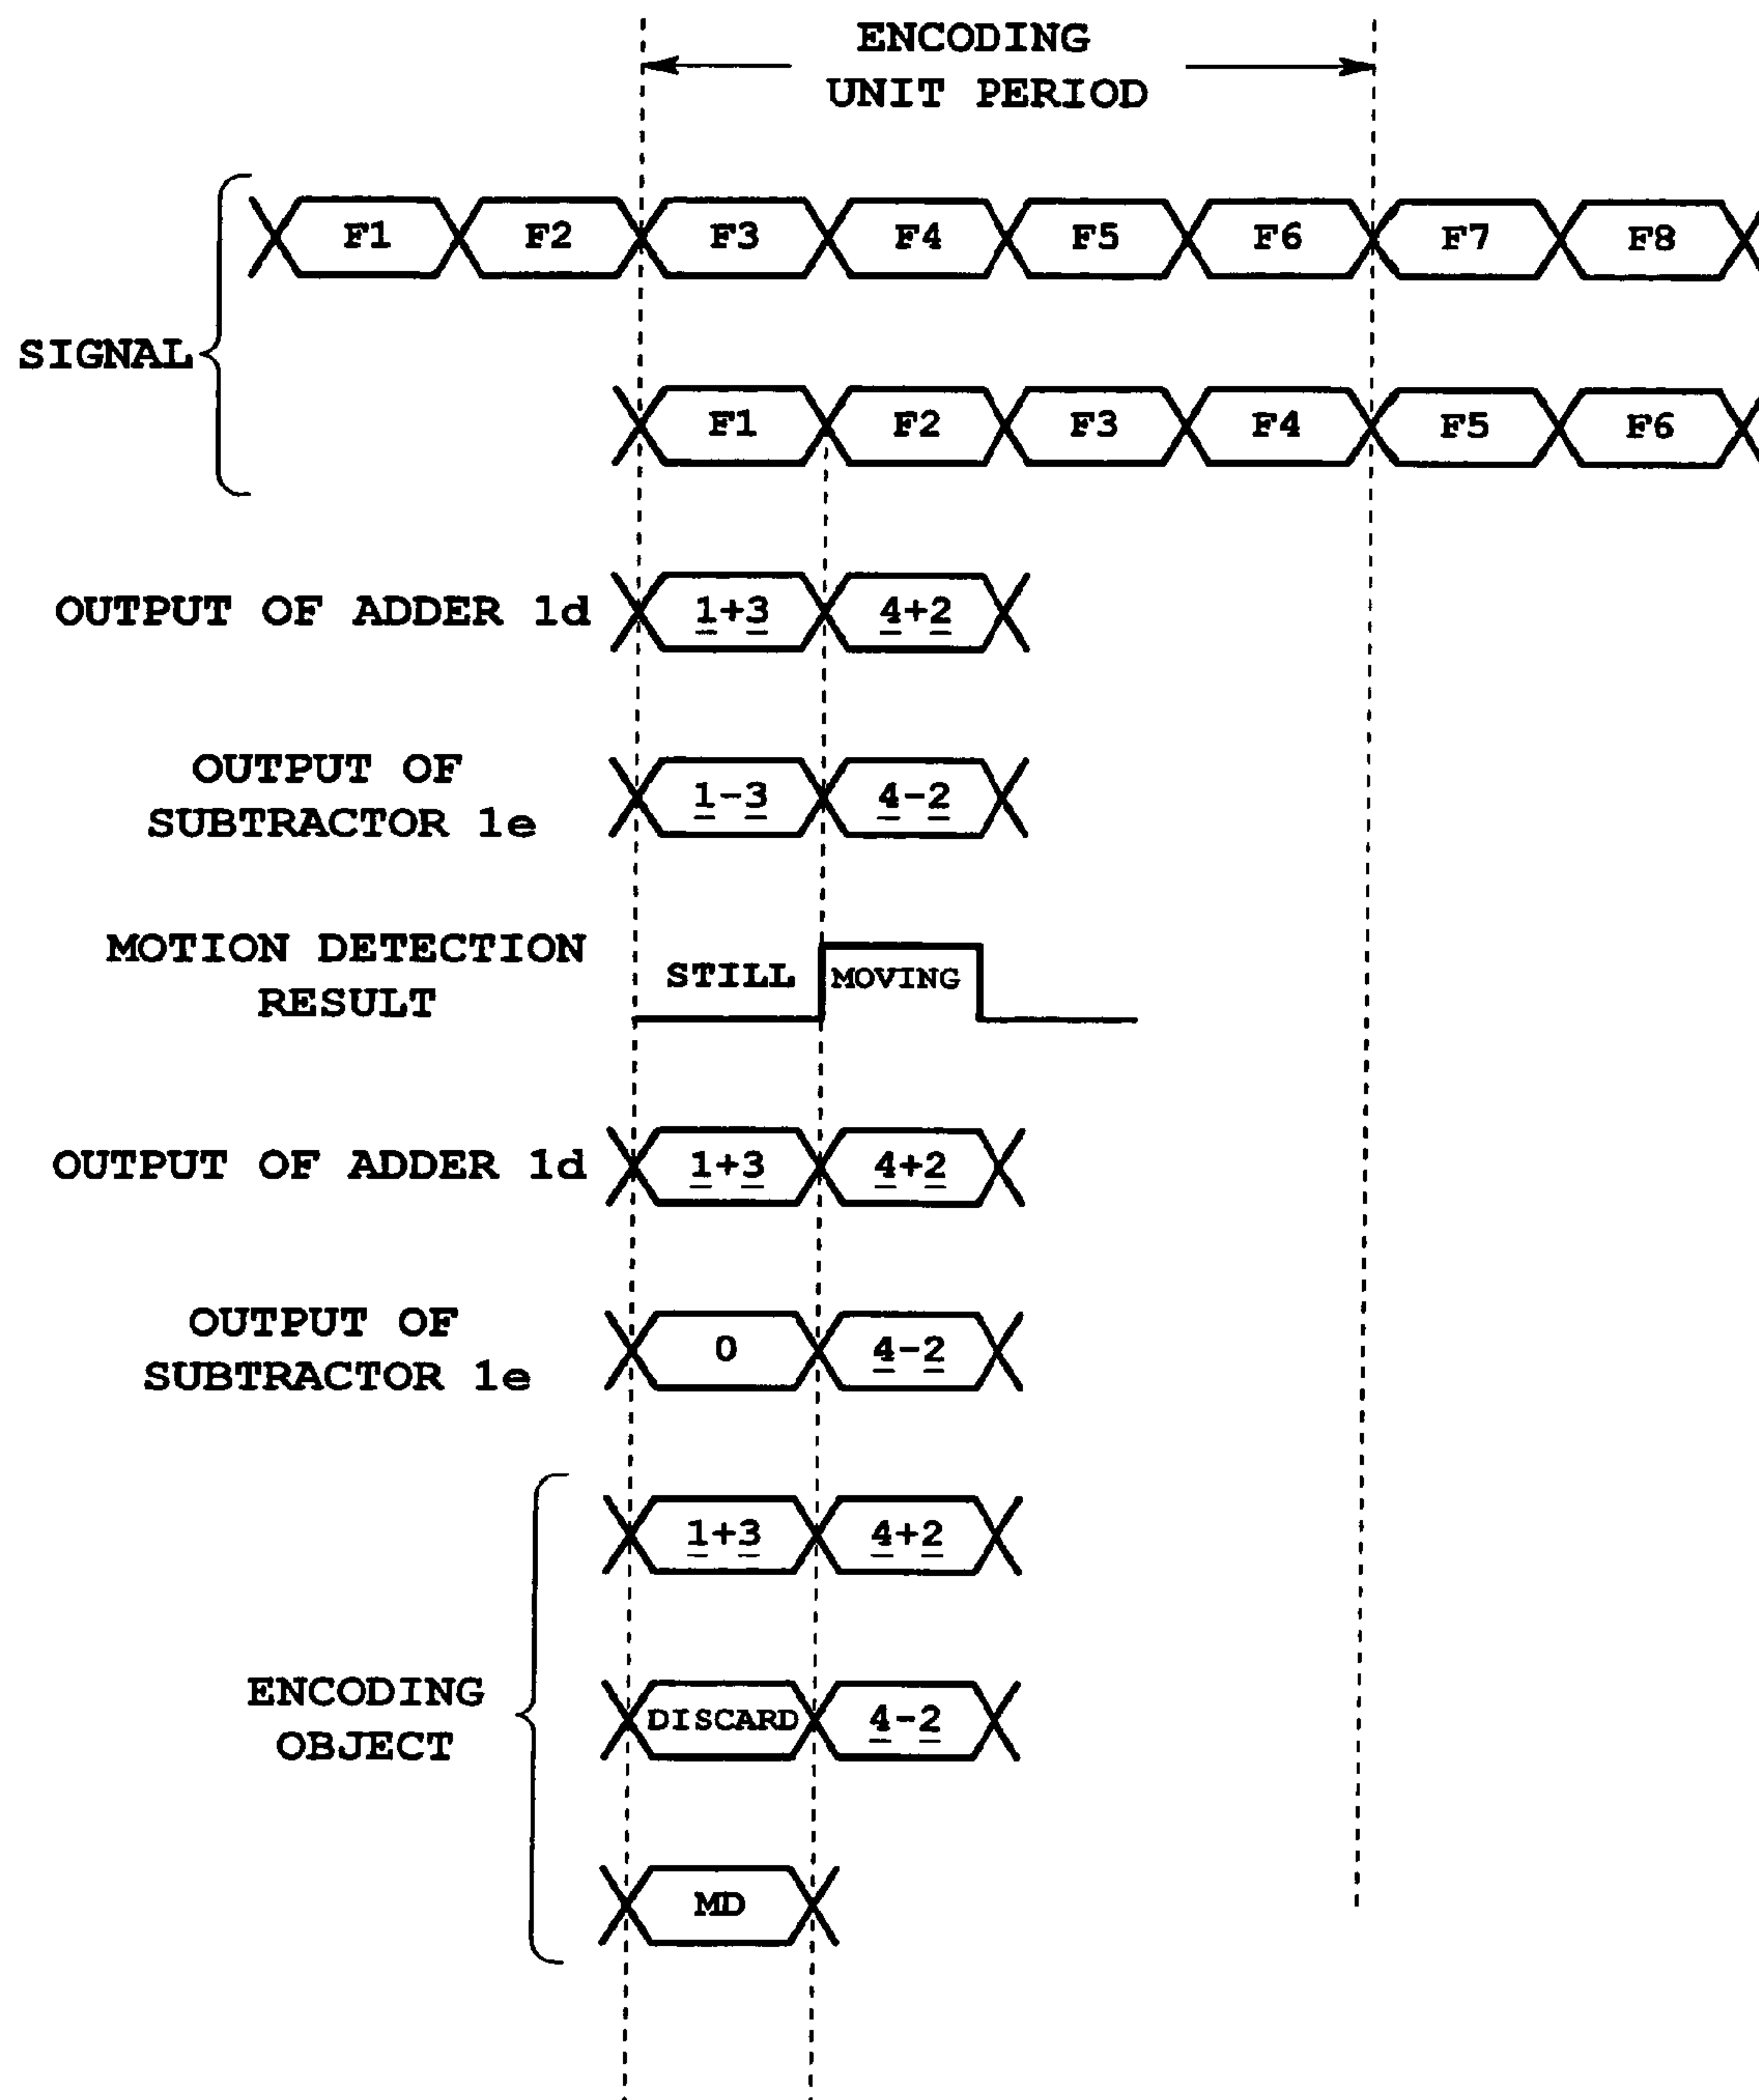 ENCODING
UNIT PERIOD
F1 F2 F3 F4 F5 F6 F7 F8
SIGNAL
F1 F2 F3 F4 F5 F6
OUTPUT OF ADDER 1d
1+3 4+2
OUTPUT OF
SUBTRACTOR 1e
1-3 4-2
MOTION DETECTION
RESULT
STILL MOVING
OUTPUT OF ADDER 1d
1+3 4+2
OUTPUT OF
SUBTRACTOR 1e
0 4-2
1+3 4+2
ENCODING
OBJECT
DISCARD 4-2
MD